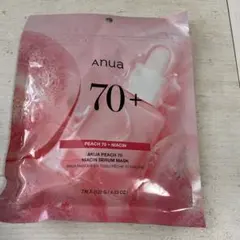 Anua
70+
PEACH 70 + NIACIN
ANUA PEACH 70
NIACIN SERUM MASK